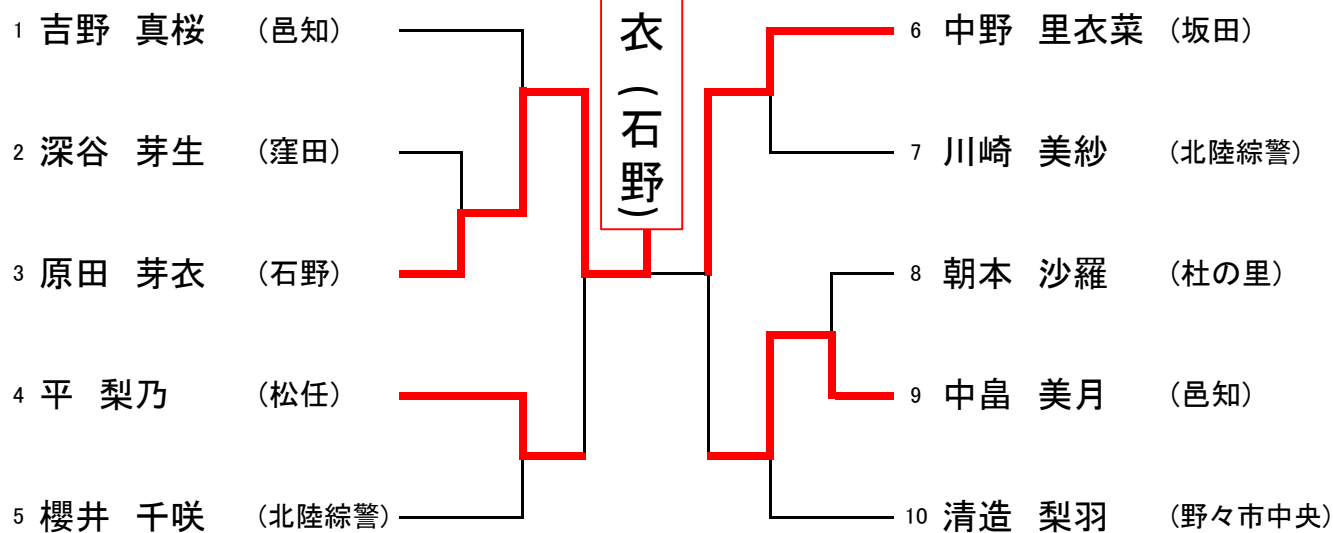 1 吉野 真桜 (邑知)
2 深谷 芽生 (窪田)
3 原田 芽衣 (石野)
4 平 梨乃 (松任)
5 櫻井 千咲 (北陸綜警)
衣(石野)
6 中野 里衣菜 (坂田)
7 川崎 美紗 (北陸綜警)
8 朝本 沙羅 (杜の里)
9 中畠 美月 (邑知)
10 清造 梨羽 (野々市中央)